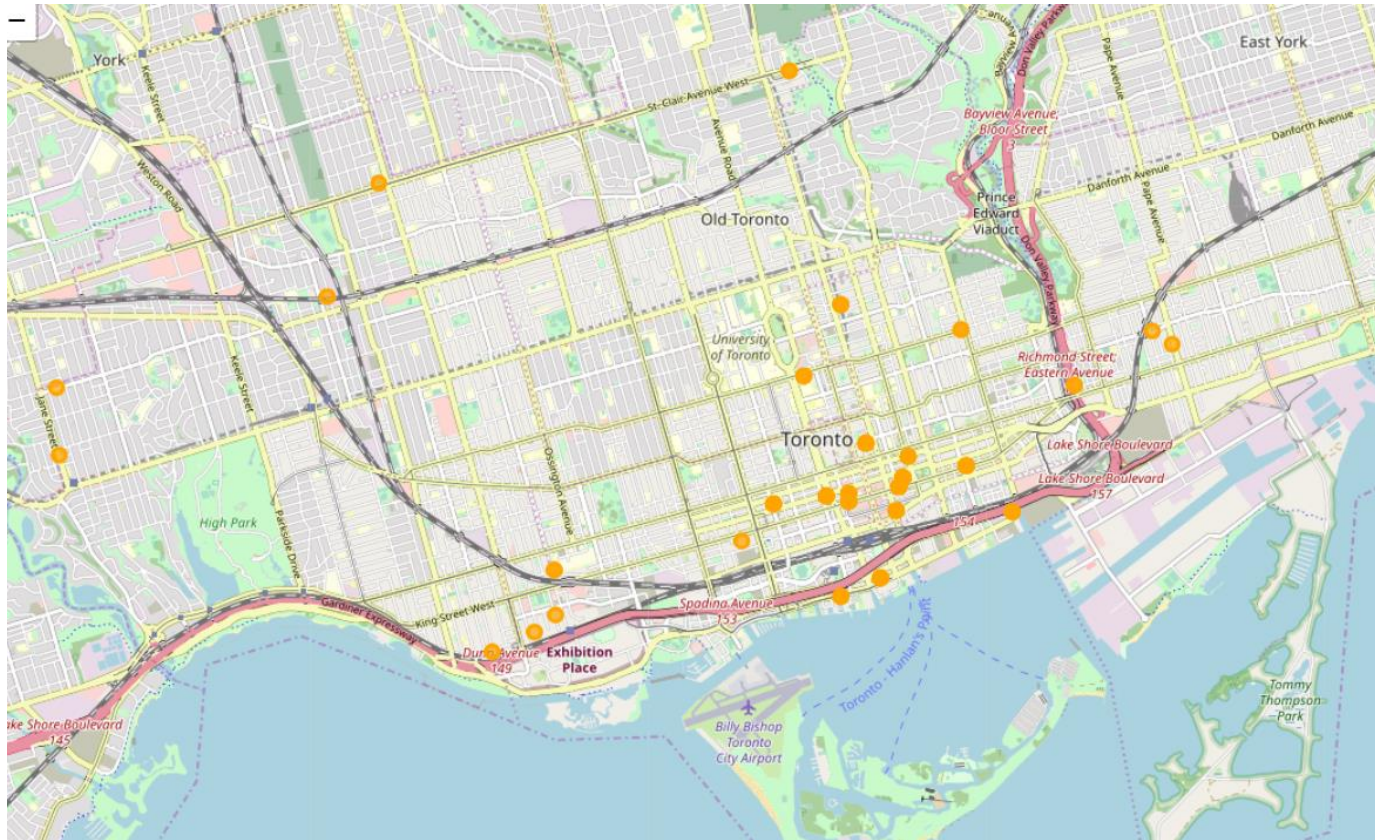 −
York
Keele Street
Weston Road
St. Clair Avenue West
Avenue Road
Bayview Avenue,
Bloor Street
3
Don Valley Parkway
Pape Avenue
East York
Danforth Avenue
Danforth Avenue
Pape Avenue
Old Toronto
Prince
Edward
Viaduct
Don Valley Parkway
University
of Toronto
Richmond Street;
Eastern Avenue
Jane Street
Keele Street
Ossington Avenue
Toronto
Lake Shore Boulevard
Lake Shore Boulevard
157
154
High Park
Parkside Drive
King Street West
Gardiner Expressway
Spadina Avenue
153
149
Exhibition
Place
Billy Bishop
Toronto
City Airport
Tommy
Thompson
Park
Lake Shore Boulevard
145